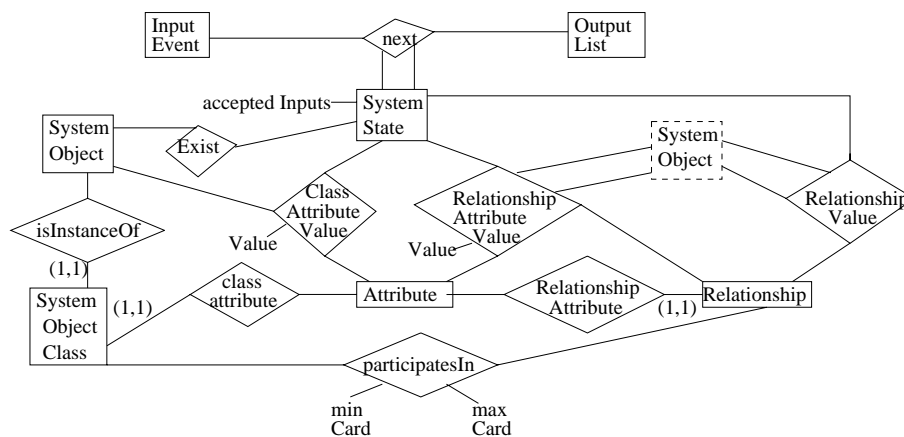 Input
Event
next
Output
List
accepted Inputs
System
State
System
Object
Exist
System
Object
Class
Attribute
Value
Relationship
Attribute
Value
Relationship
Value
isInstanceOf
Value
Value
(1,1)
class
attribute
Attribute
Relationship
Attribute
(1,1)
Relationship
System
Object
Class
(1,1)
participatesIn
min
Card
max
Card